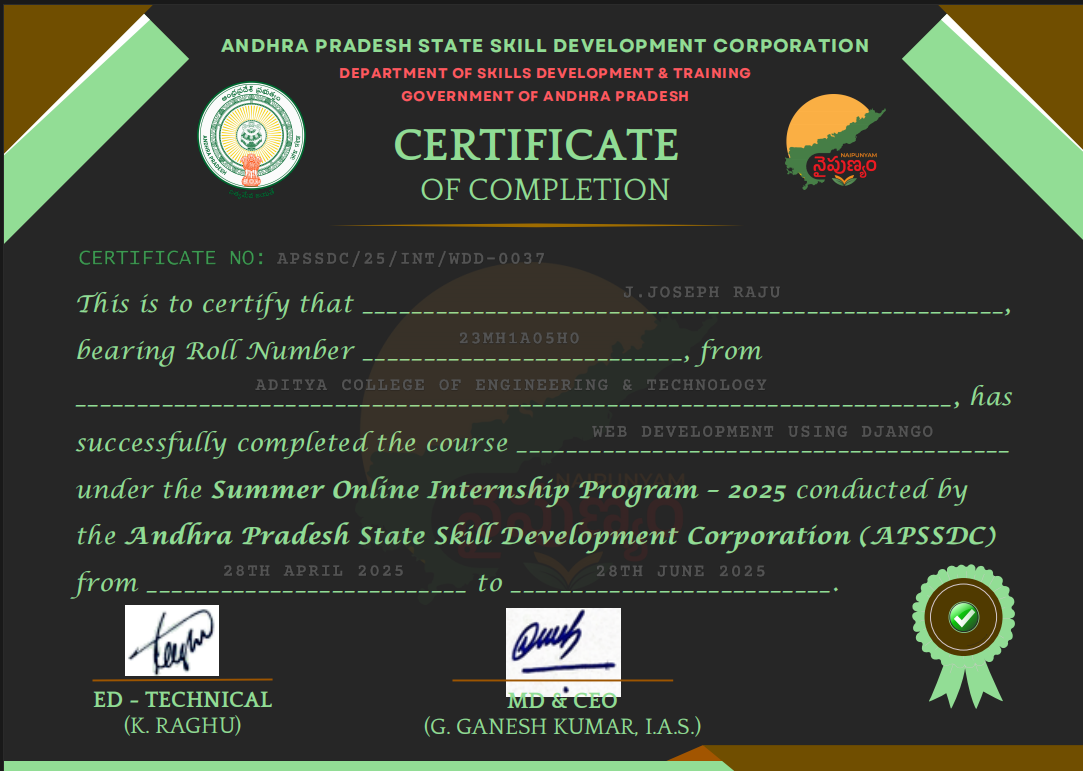 ANDHRA PRADESH STATE SKILL DEVELOPMENT CORPORATION
DEPARTMENT OF SKILLS DEVELOPMENT & TRAINING
GOVERNMENT OF ANDHRA PRADESH
ANDHRA PRADESH
NAIPUNYAM
నైపుణ్యం
CERTIFICATE
OF COMPLETION
CERTIFICATE NO: APSSDC/25/INT/WDD-0037
This is to certify that J.JOSEPH RAJU,
bearing Roll Number 23MH1A05H0, from
ADITYA COLLEGE OF ENGINEERING & TECHNOLOGY, has
successfully completed the course WEB DEVELOPMENT USING DJANGO
under the Summer Online Internship Program – 2025 conducted by
the Andhra Pradesh State Skill Development Corporation (APSSDC)
from 28TH APRIL 2025 to 28TH JUNE 2025.
NAIPUNYAM
నైపుణ్యం
ED - TECHNICAL
(K. RAGHU)
MD & CEO
(G. GANESH KUMAR, I.A.S.)